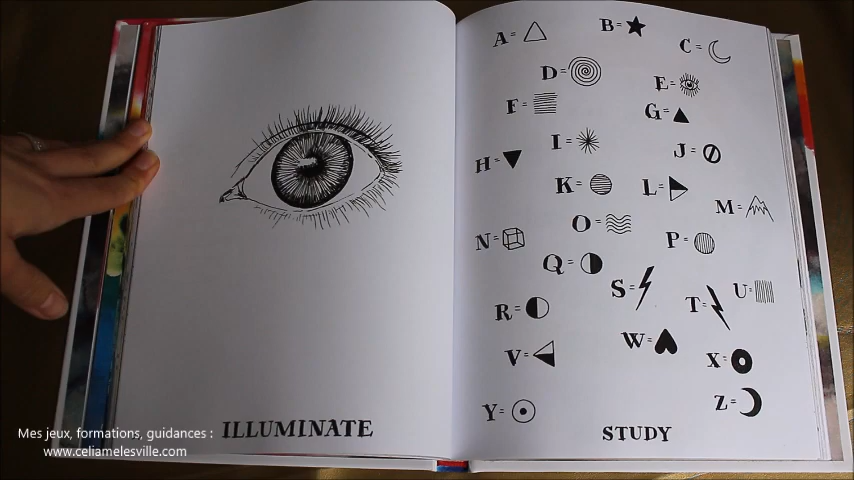 ILLUMINATE
A=
B=
C=
D=
E=
F=
G=
H=
I=
J=
K=
L=
M=
N=
O=
P=
Q=
R=
S=
T=
U=
V=
W=
X=
Y=
Z=
STUDY
Mes jeux, formations, guidances :
www.celiamelesville.com